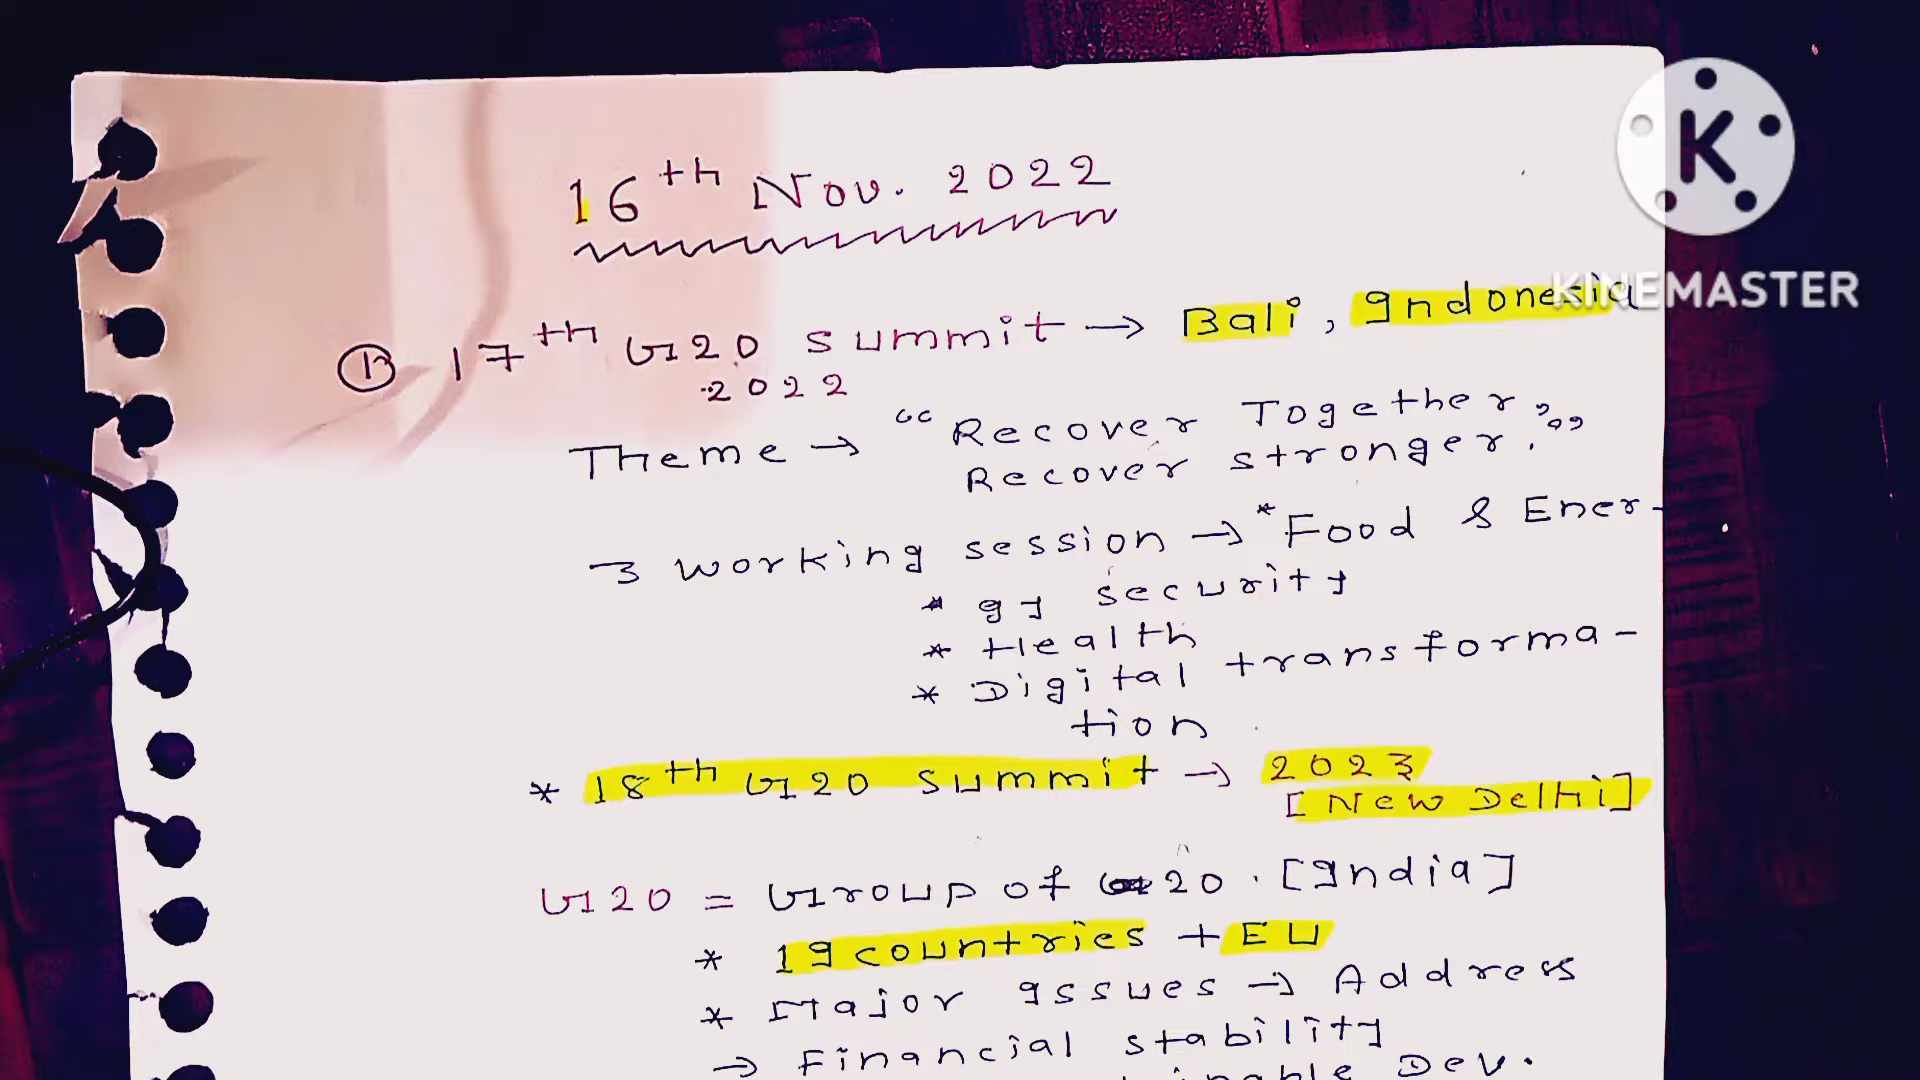 16th Nov. 2022
KINEMASTER
① 17th G20 summit → Bali, Indonesia
2022
Theme → "Recover Together,
Recover stronger."
3 working session → * Food & Ener-
* gy security
* Health
* Digital transforma-
tion
* 18th G20 summit → 2023
[New Delhi]
G20 = Group of 20. [India]
* 19 countries + EU
* Major Issues → Address
→ Financial stability
Dev.